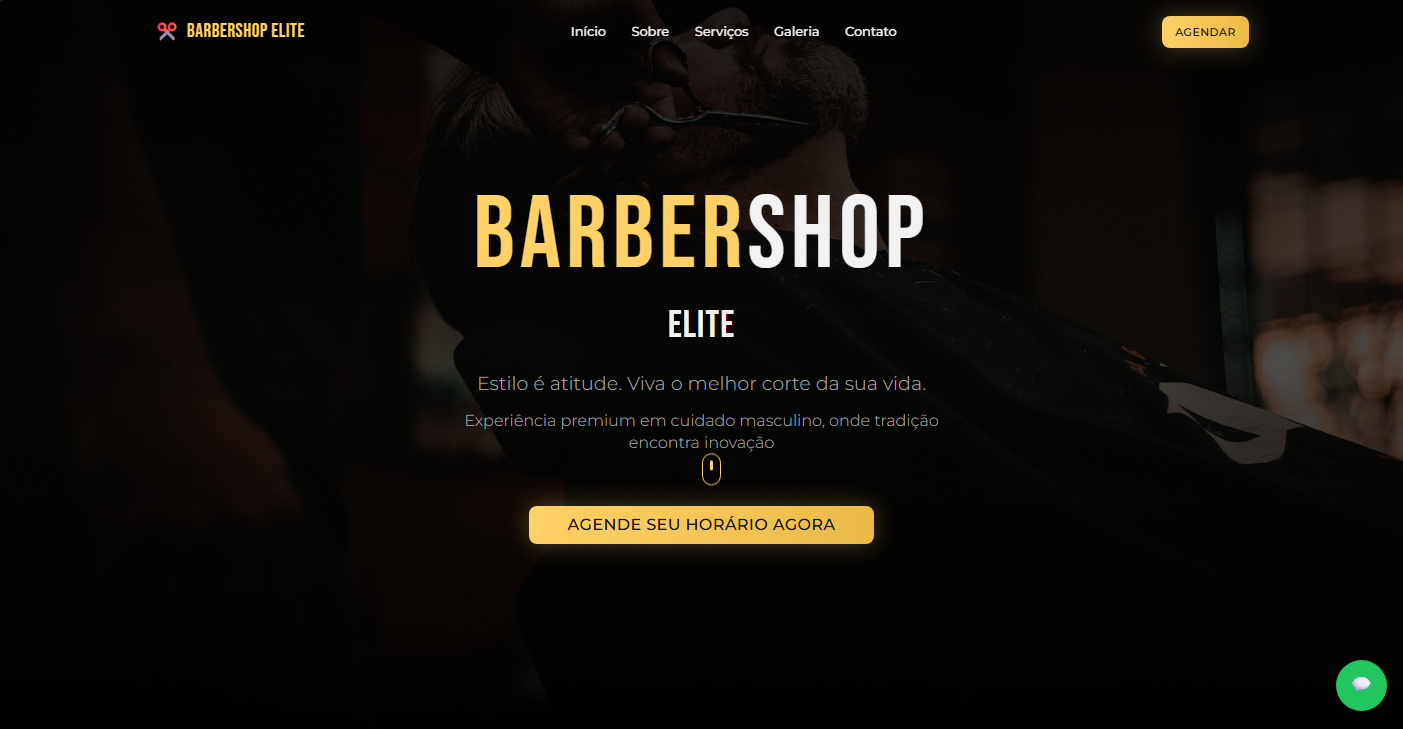 BARBERSHOP ELITE
Início
Sobre
Serviços
Galeria
Contato
AGENDAR
BARBERSHOP
ELITE
Estilo é atitude. Viva o melhor corte da sua vida.
Experiência premium em cuidado masculino, onde tradição
encontra inovação
AGENDE SEU HORÁRIO AGORA